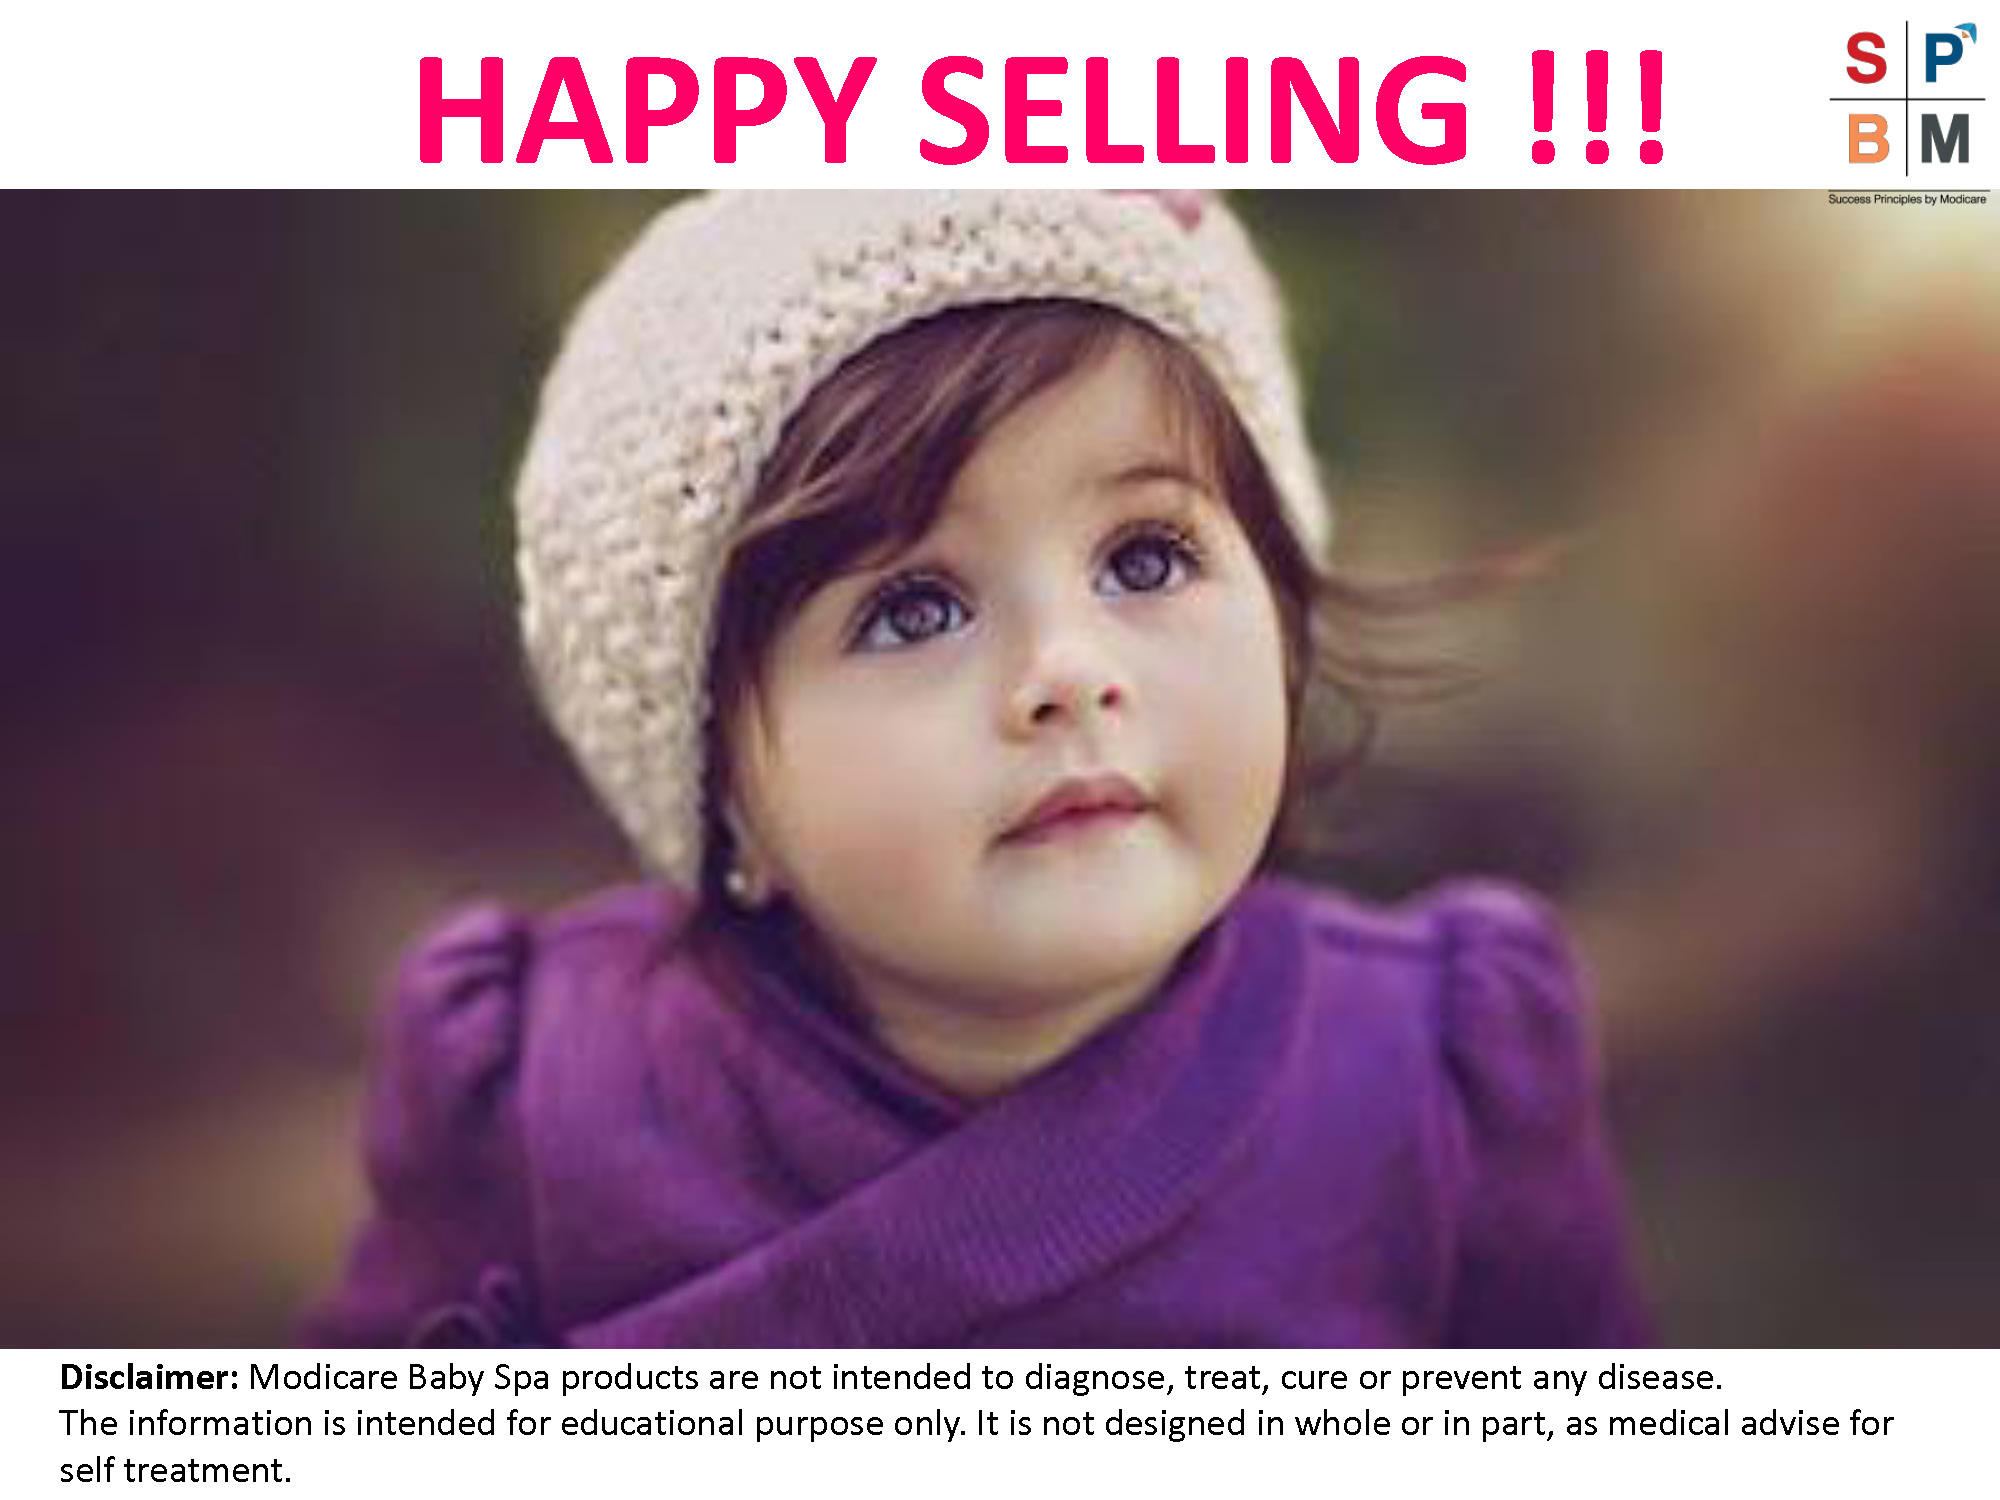 HAPPY SELLING !!!
S P
B M
Success Principles by Modicare
Disclaimer: Modicare Baby Spa products are not intended to diagnose, treat, cure or prevent any disease.
The information is intended for educational purpose only. It is not designed in whole or in part, as medical advise for
self treatment.